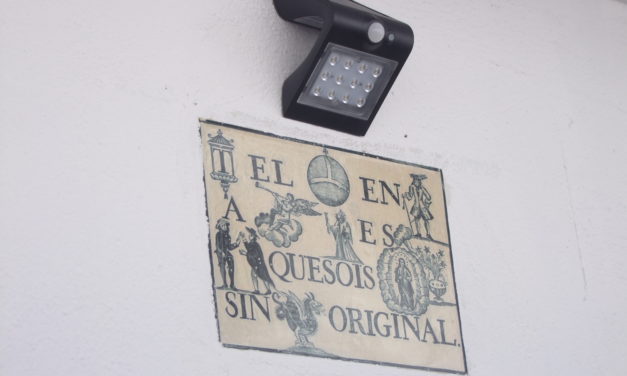 T EL EN
A ES
QUESOIS
SIN ORIGINAL.